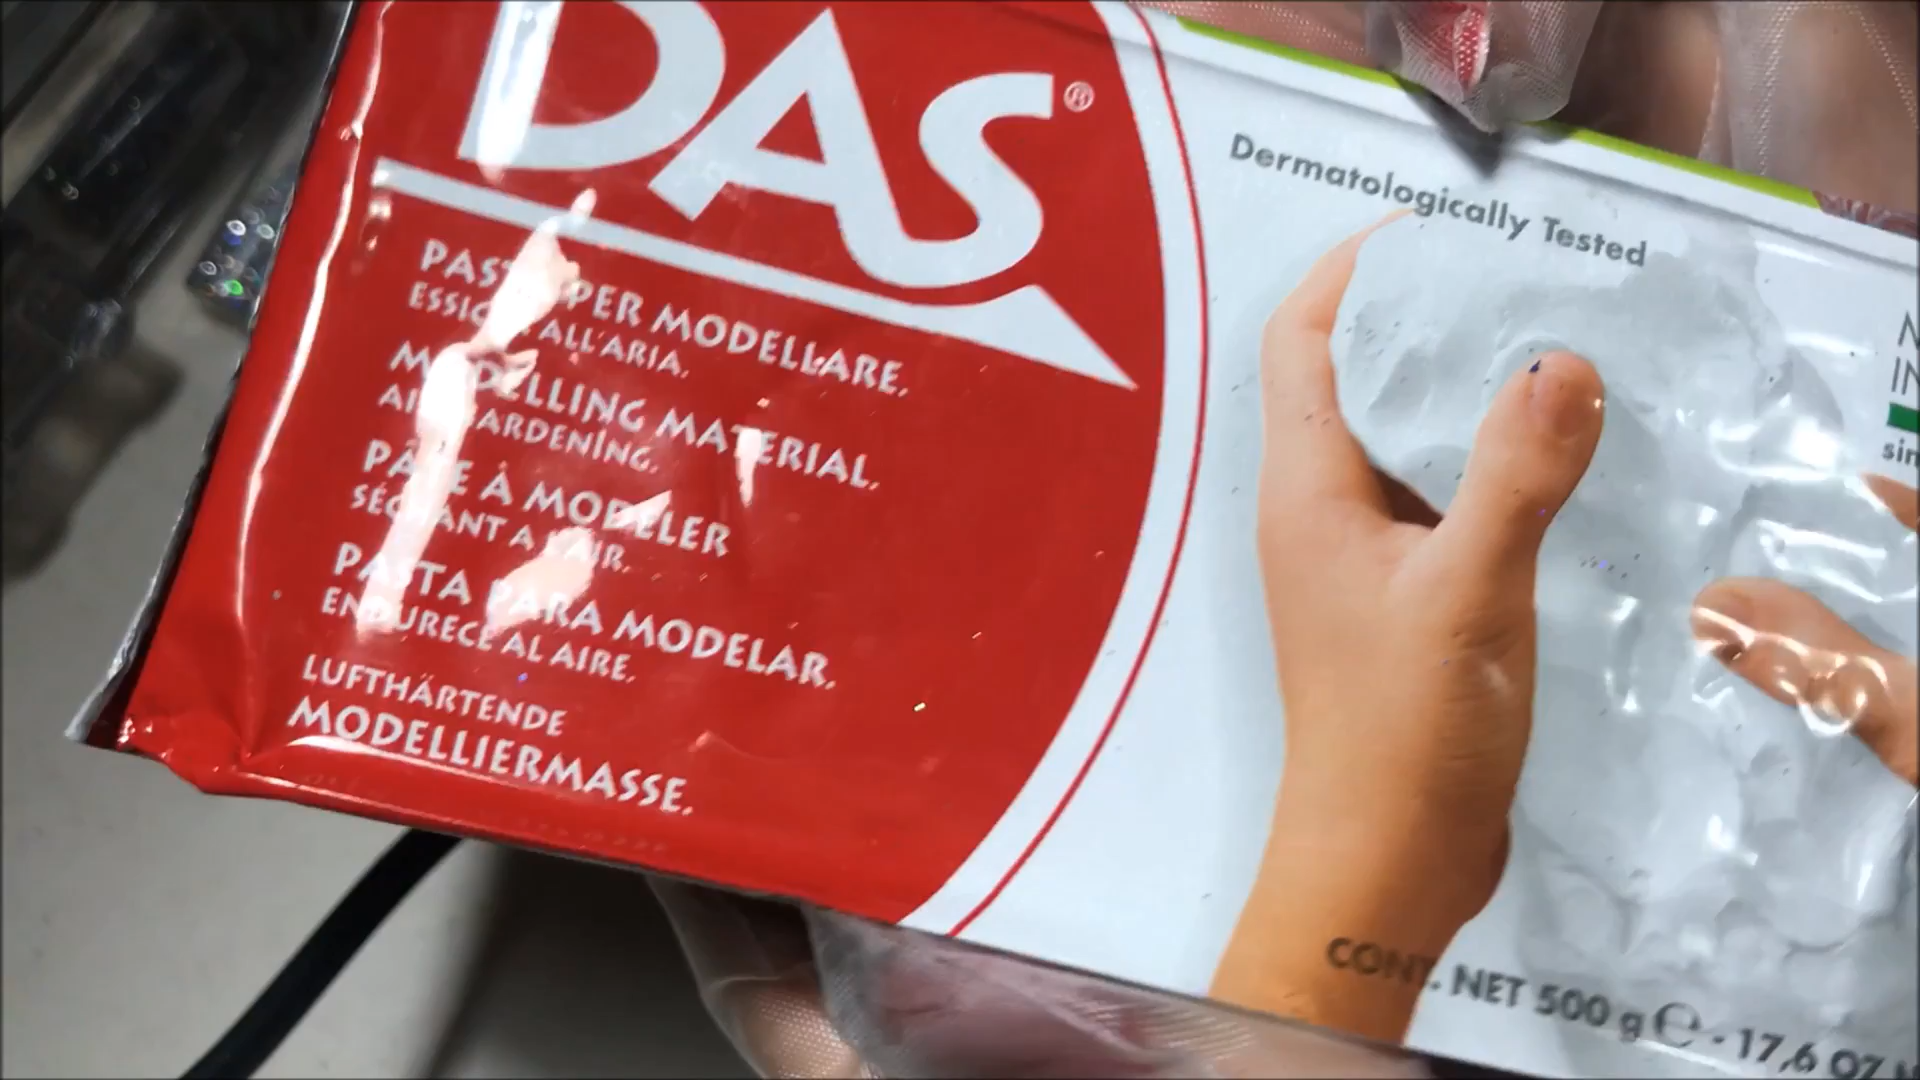 DAS®
PASTA PER MODELLARE.
ESSICA ALL'ARIA.
MODELLING MATERIAL.
AIR HARDENING.
PÂTE À MODELER
SÉCHANT A L'AIR.
PASTA PARA MODELAR.
ENDURECE AL AIRE.
LUFTHÄRTENDE
MODELLIERMASSE.
Dermatologically Tested
CONT. NET 500 g ℮ - 17,6 OZ